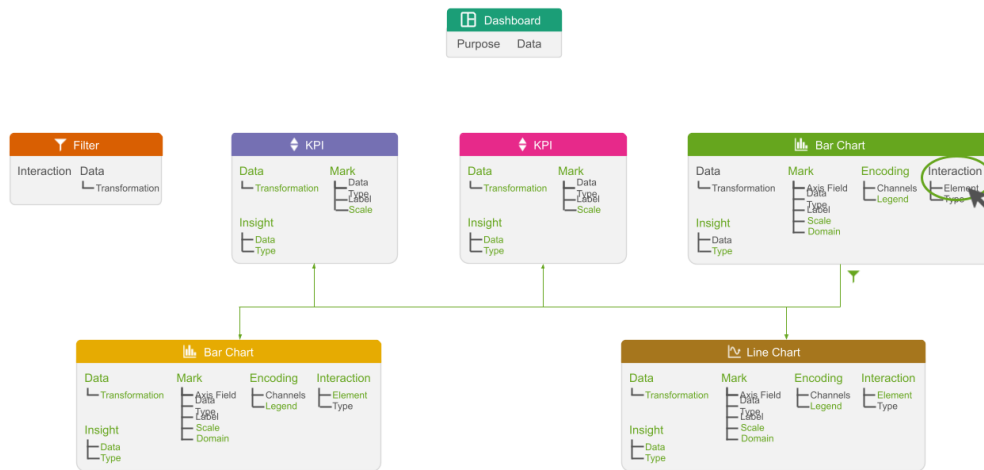 Dashboard
Purpose Data
Filter
Interaction Data
Transformation
KPI
Data Mark
Transformation Data
Type
Label
Scale
Insight
Data
Type
KPI
Data Mark
Transformation Data
Type
Label
Scale
Insight
Data
Type
Bar Chart
Data Mark Encoding Interaction
Transformation Axis Field Channels Element
Data
Type Legend Type
Label
Scale
Domain
Insight
Data
Type
Bar Chart
Data Mark Encoding Interaction
Transformation Axis Field Channels Element
Data
Type Legend Type
Label
Scale
Domain
Insight
Data
Type
Line Chart
Data Mark Encoding Interaction
Transformation Axis Field Channels Element
Data
Type Legend Type
Label
Scale
Domain
Insight
Data
Type